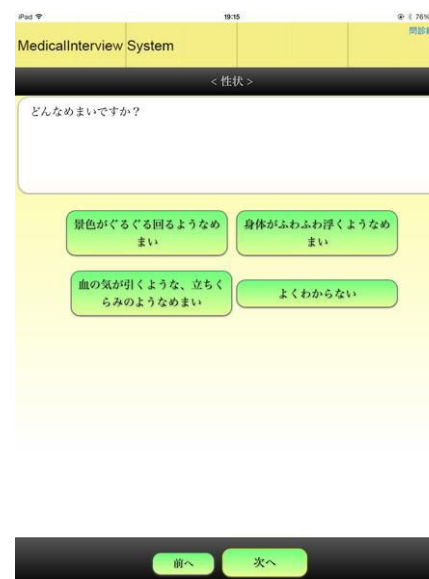 iPad 19:15 76%
MedicalInterview System
＜性状＞
どんなめまいですか？
景色がぐるぐる回るようなめ
まい
身体がふわふわ浮くようなめ
まい
血の気が引くような、立ちく
らみのようなめまい
よくわからない
前へ
次へ